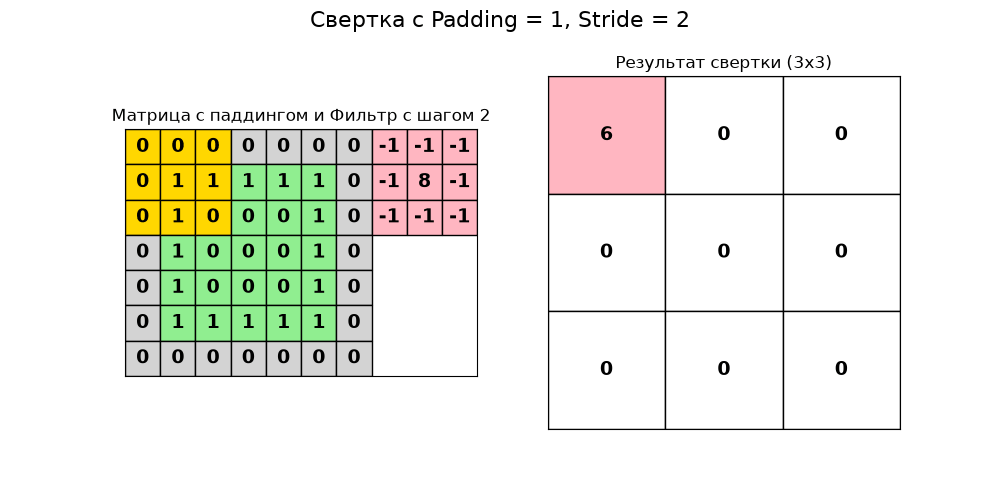 Свертка с Padding = 1, Stride = 2
Матрица с паддингом и Фильтр с шагом 2
0 0 0 0 0 0 0 -1 -1 -1
0 1 1 1 1 1 0 -1 8 -1
0 1 0 0 0 1 0 -1 -1 -1
0 1 0 0 0 1 0
0 1 0 0 0 1 0
0 1 1 1 1 1 0
0 0 0 0 0 0 0
Результат свертки (3x3)
6 0 0
0 0 0
0 0 0